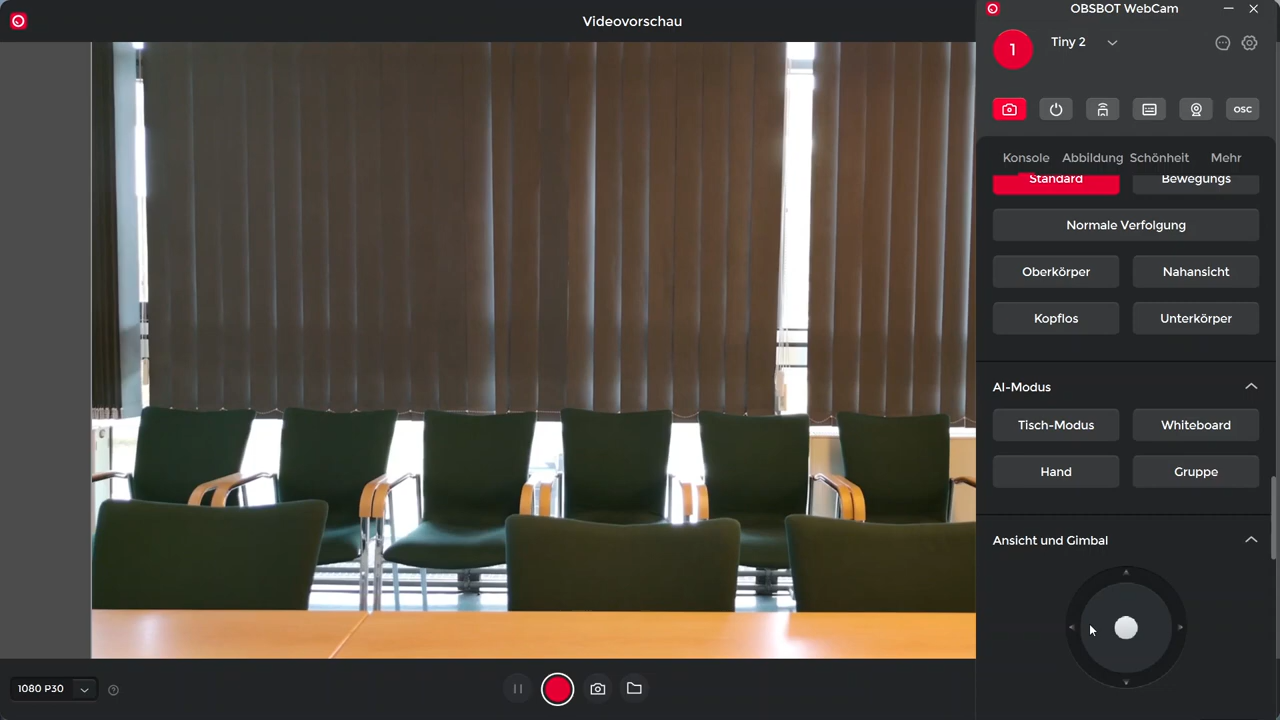 Videovorschau
OBSBOT WebCam
1
Tiny 2
OSC
Konsole Abbildung Schönheit Mehr
Standard Bewegungs
Normale Verfolgung
Oberkörper Nahansicht
Kopflos Unterkörper
AI-Modus
Tisch-Modus Whiteboard
Hand Gruppe
Ansicht und Gimbal
1080 P30